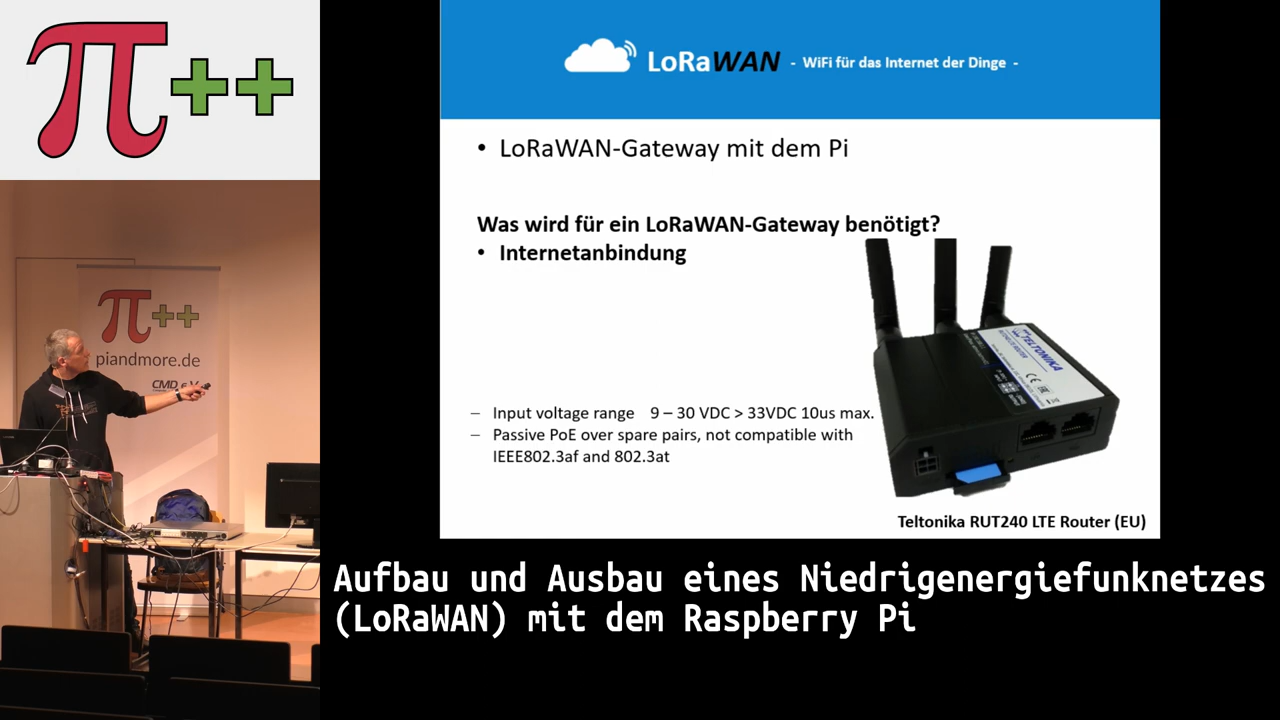 π++
LoRaWAN - WiFi für das Internet der Dinge -
• LoRaWAN-Gateway mit dem Pi
Was wird für ein LoRaWAN-Gateway benötigt?
• Internetanbindung
– Input voltage range 9 – 30 VDC > 33VDC 10us max.
– Passive PoE over spare pairs, not compatible with
IEEE802.3af and 802.3at
TELTONIKA
Teltonika RUT240 LTE Router (EU)
π++
piandmore.de
CMD e.V.
Aufbau und Ausbau eines Niedrigenergiefunknetzes
(LoRaWAN) mit dem Raspberry Pi